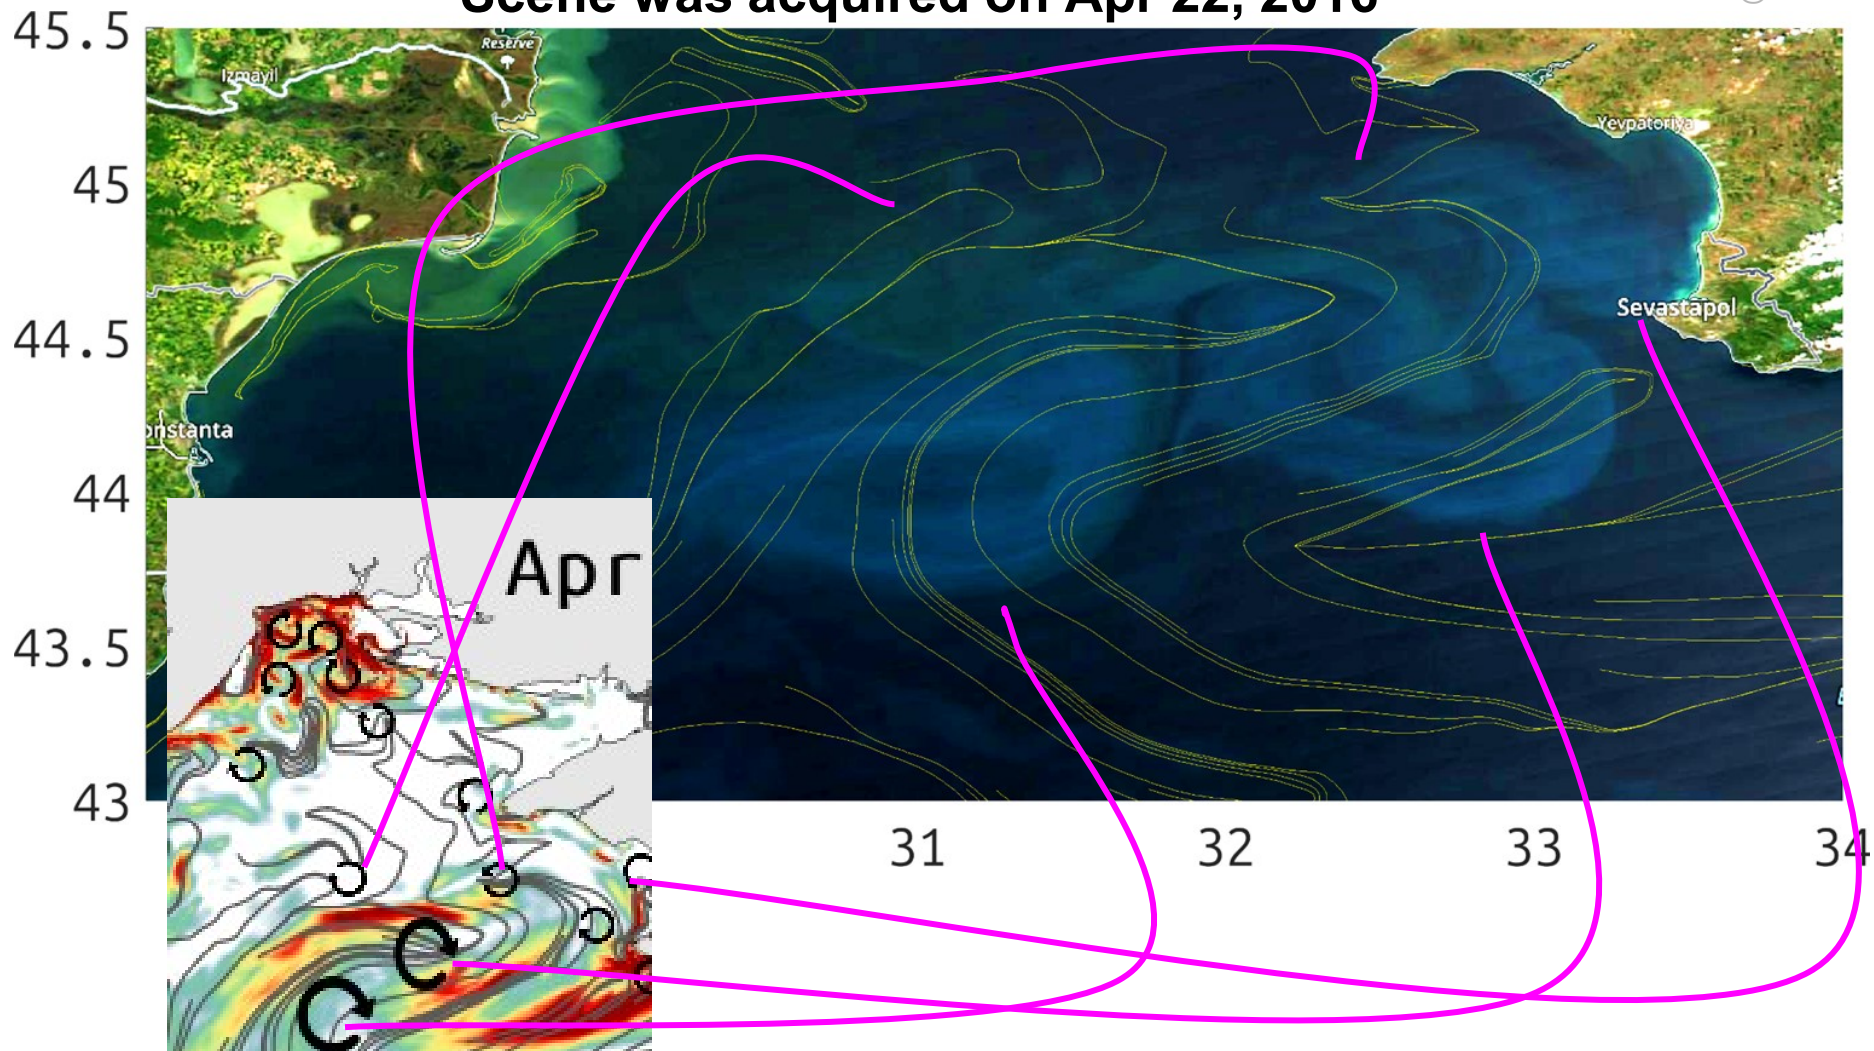 Scene was acquired on Apr 22, 2016
45.5
Reserve
Izmayil
Yevpatoriya
45
Sevastapol
44.5
onstanta
44
Apr
43.5
43
31
32
33
34